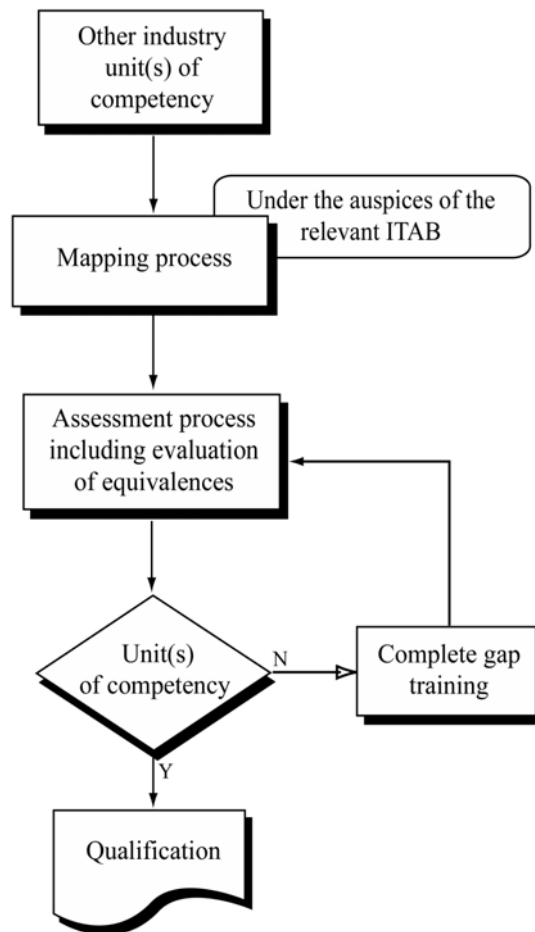 Other industry
unit(s) of
competency
Under the auspices of the
relevant ITAB
Mapping process
Assessment process
including evaluation
of equivalences
Unit(s)
of competency
N
Complete gap
training
Y
Qualification